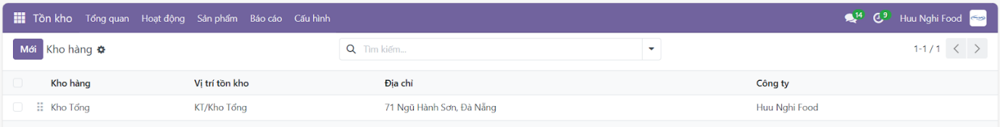 Tồn kho Tổng quan Hoạt động Sản phẩm Báo cáo Cấu hình 14 9 Huu Nghi Food
Mới Kho hàng Tìm kiếm... 1-1 / 1
Kho hàng Vị trí tồn kho Địa chỉ Công ty
Kho Tổng KT/Kho Tổng 71 Ngũ Hành Sơn, Đà Nẵng Huu Nghi Food